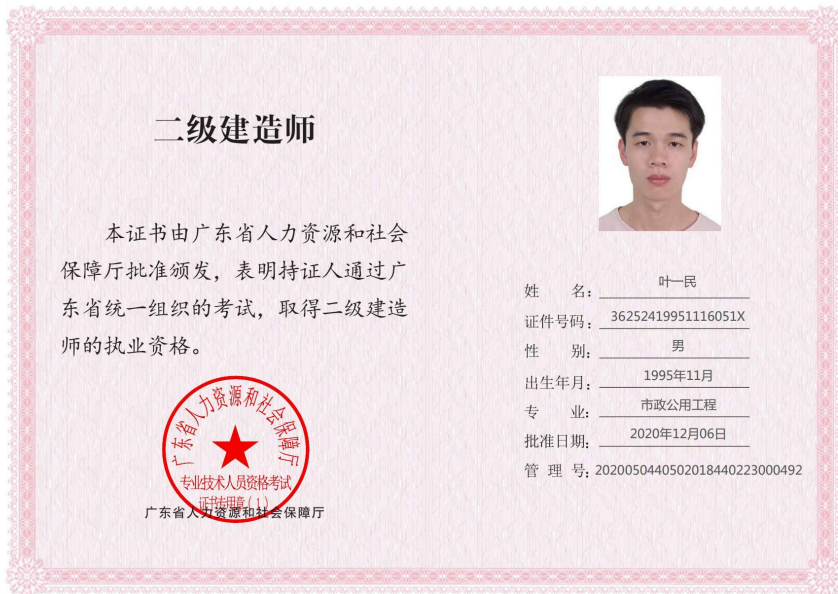 二级建造师
本证书由广东省人力资源和社会
保障厅批准颁发，表明持证人通过广
东省统一组织的考试，取得二级建造
师的执业资格。
广东省人力资源和社会保障厅
专业技术人员资格考试
证书专用章（1）
广东省人力资源和社会保障厅
姓 名：叶一民
证件号码：36252419951116051X
性 别：男
出生年月：1995年11月
专 业：市政公用工程
批准日期：2020年12月06日
管 理 号：2020050440502018440223000492